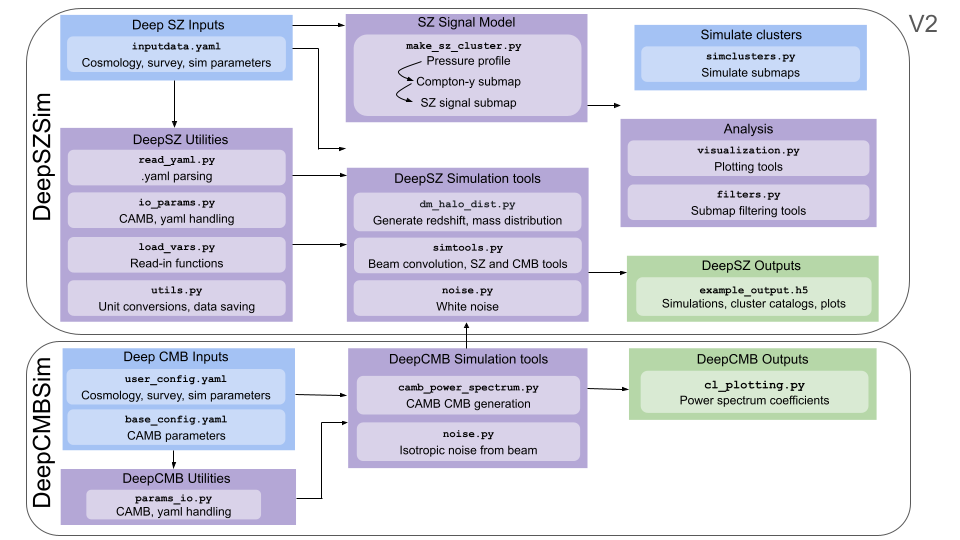 V2
DeepSZSim
Deep SZ Inputs
inputdata.yaml
Cosmology, survey, sim parameters
SZ Signal Model
make_sz_cluster.py
Pressure profile
Compton-y submap
SZ signal submap
Simulate clusters
simclusters.py
Simulate submaps
DeepSZ Utilities
read_yaml.py
.yaml parsing
io_params.py
CAMB, yaml handling
load_vars.py
Read-in functions
utils.py
Unit conversions, data saving
DeepSZ Simulation tools
dm_halo_dist.py
Generate redshift, mass distribution
simtools.py
Beam convolution, SZ and CMB tools
noise.py
White noise
Analysis
visualization.py
Plotting tools
filters.py
Submap filtering tools
DeepSZ Outputs
example_output.h5
Simulations, cluster catalogs, plots
DeepCMBSim
Deep CMB Inputs
user_config.yaml
Cosmology, survey, sim parameters
base_config.yaml
CAMB parameters
DeepCMB Utilities
params_io.py
CAMB, yaml handling
DeepCMB Simulation tools
camb_power_spectrum.py
CAMB CMB generation
noise.py
Isotropic noise from beam
DeepCMB Outputs
cl_plotting.py
Power spectrum coefficients